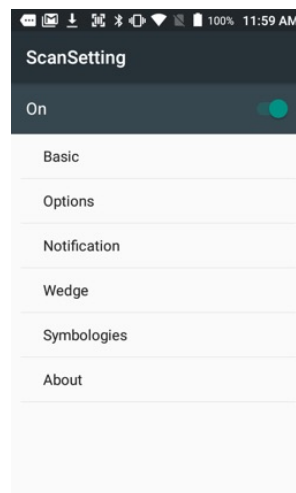 100% 11:59 AM
ScanSetting
On
Basic
Options
Notification
Wedge
Symbologies
About